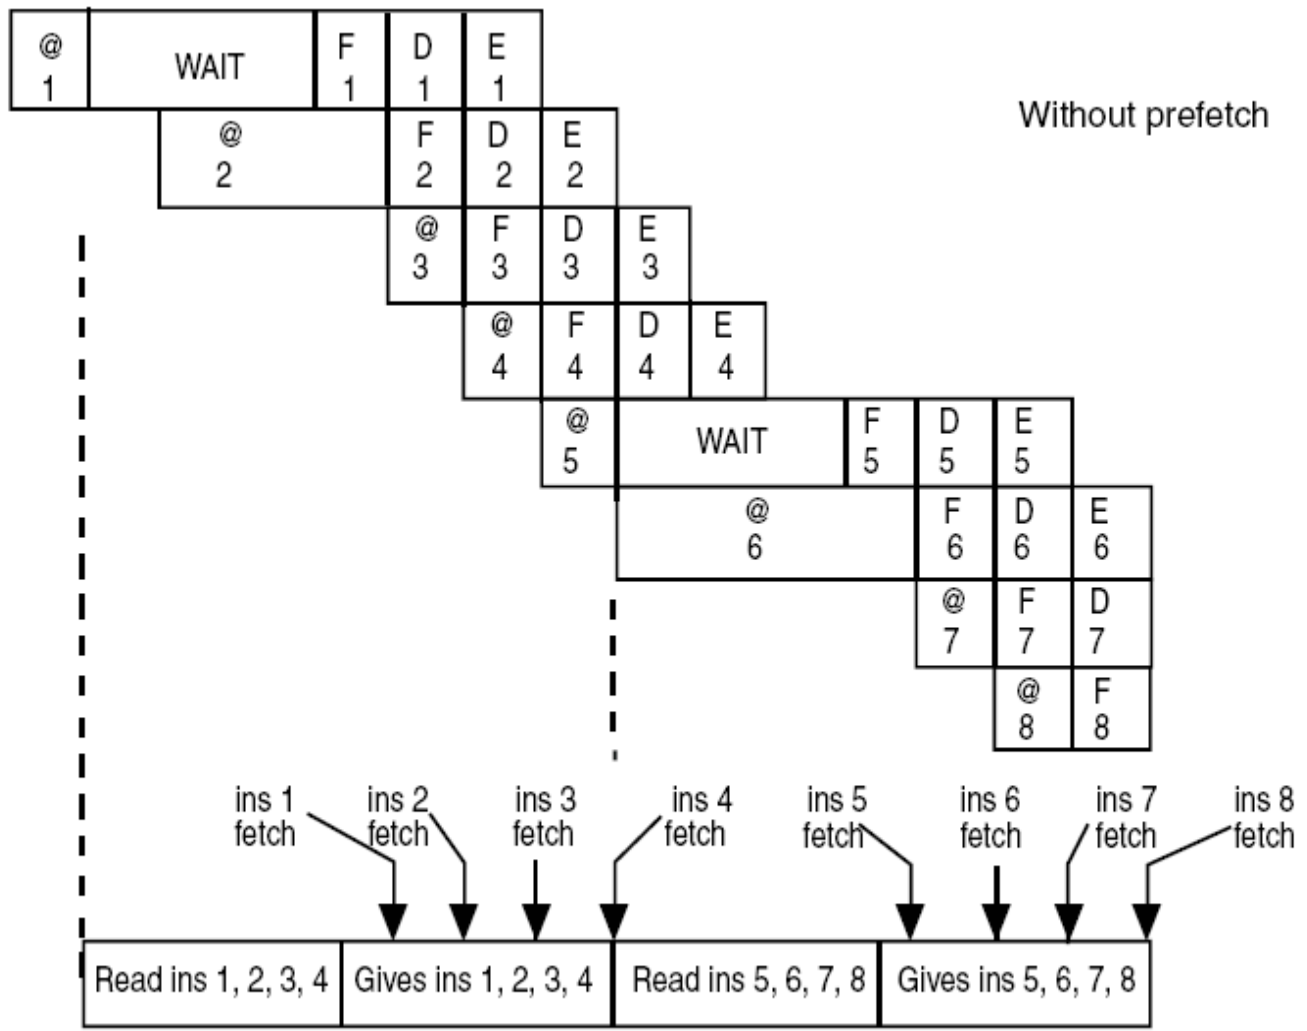 @ WAIT F D E
1 1 1 1
Without prefetch
@ F D E
2 2 2 2
@ F D E
3 3 3 3
@ F D E
4 4 4 4
@ WAIT F D E
5 5 5 5
@ F D E
6 6 6 6
@ F D
7 7 7
@ F
8 8
ins 1 ins 2 ins 3 ins 4 ins 5 ins 6 ins 7 ins 8
fetch fetch fetch fetch fetch fetch fetch fetch
Read ins 1, 2, 3, 4 Gives ins 1, 2, 3, 4 Read ins 5, 6, 7, 8 Gives ins 5, 6, 7, 8